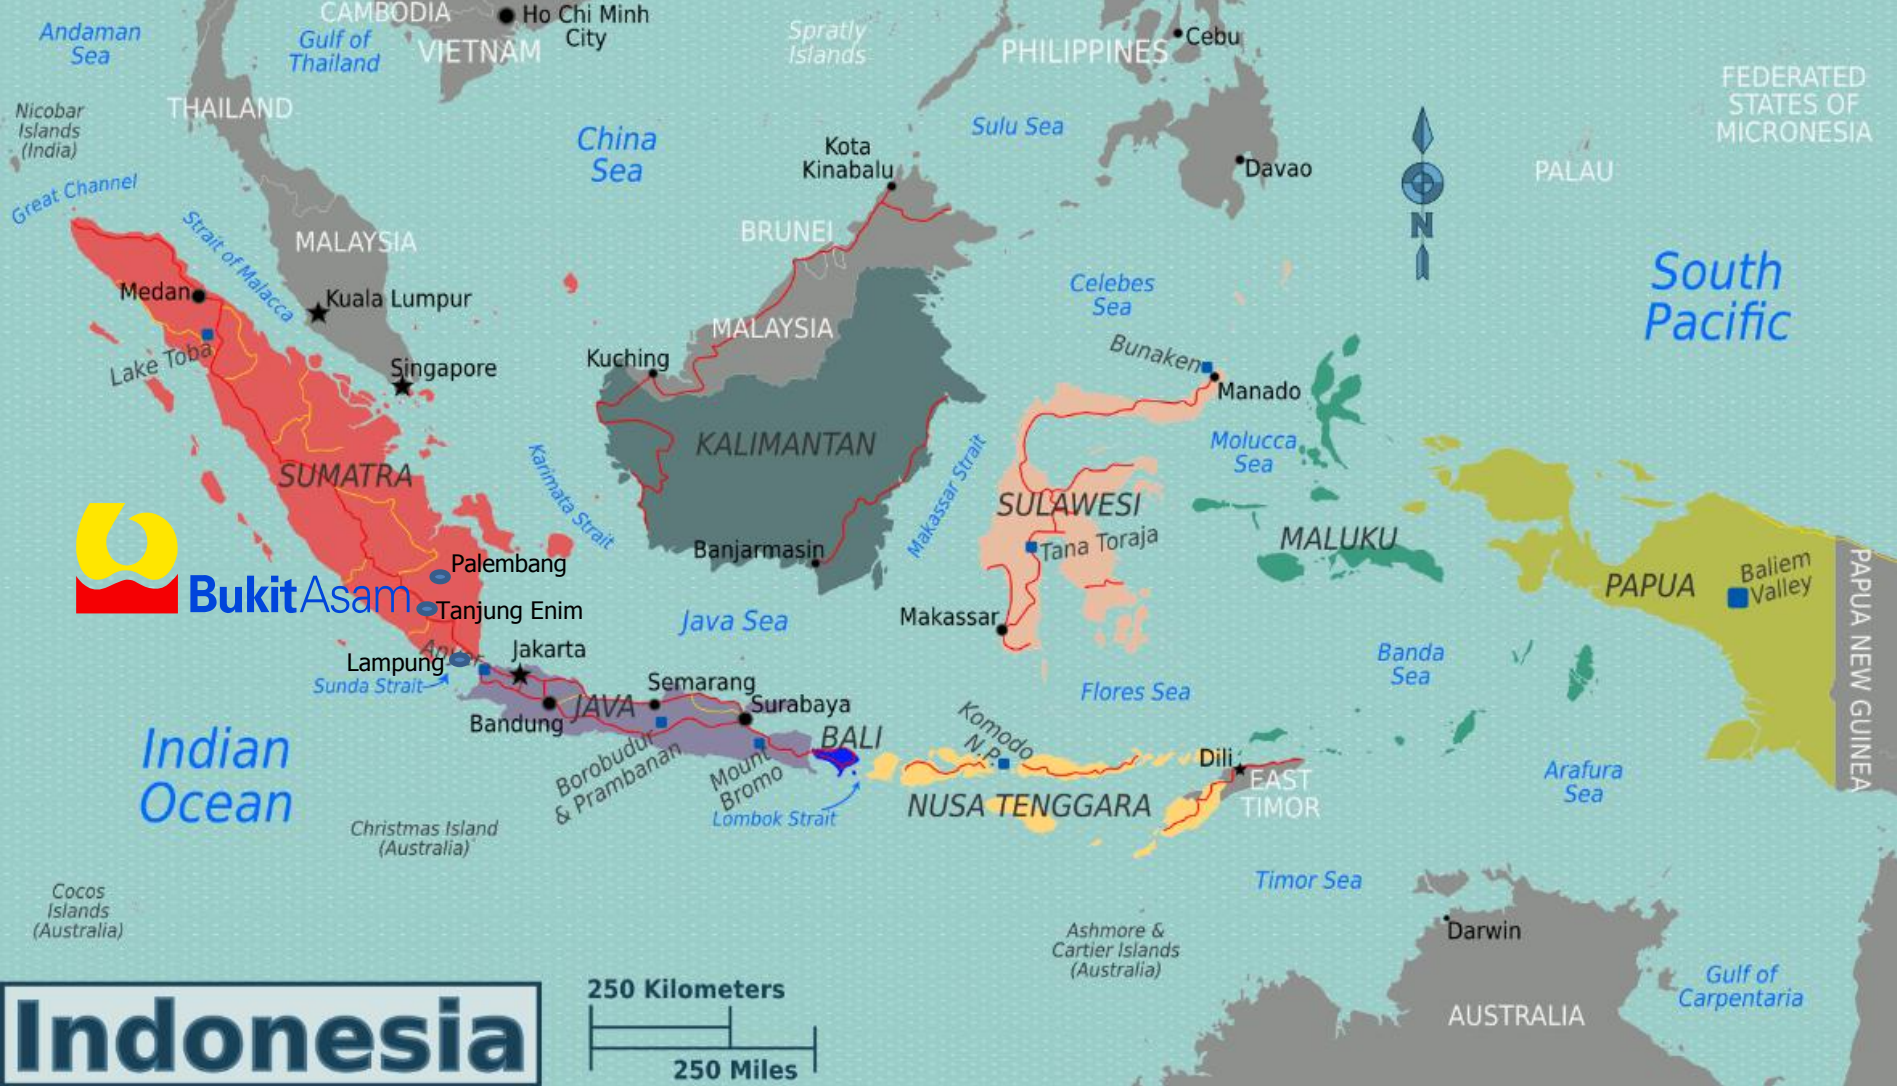 Andaman
Sea
CAMBODIA
Gulf of
Thailand
VIETNAM
Ho Chi Minh
City
Spratly
Islands
PHILIPPINES
Cebu
FEDERATED
STATES OF
MICRONESIA
Nicobar
Islands
(India)
THAILAND
China
Sea
Sulu Sea
Kota
Kinabalu
Davao
PALAU
N
Great Channel
Strait of Malacca
MALAYSIA
BRUNEI
South
Pacific
Medan
Kuala Lumpur
Celebes
Sea
MALAYSIA
Lake Toba
Singapore
Kuching
Bunaken
Manado
SUMATRA
Karimata Strait
KALIMANTAN
Makassar Strait
Molucca
Sea
SULAWESI
Tana Toraja
MALUKU
PAPUA
Baliem
Valley
PAPUA NEW GUINEA
Banjarmasin
Palembang
BukitAsam
Tanjung Enim
Java Sea
Makassar
Lampung
Jakarta
Sunda Strait
Banda
Sea
Semarang
Surabaya
JAVA
Bandung
Flores Sea
Komodo
N.P.
BALI
Borobudur
& Prambanan
Mount
Bromo
Lombok Strait
NUSA TENGGARA
Dili
EAST
TIMOR
Arafura
Sea
Indian
Ocean
Christmas Island
(Australia)
Timor Sea
Cocos
Islands
(Australia)
Ashmore &
Cartier Islands
(Australia)
Darwin
Gulf of
Carpentaria
AUSTRALIA
Indonesia
250 Kilometers
250 Miles